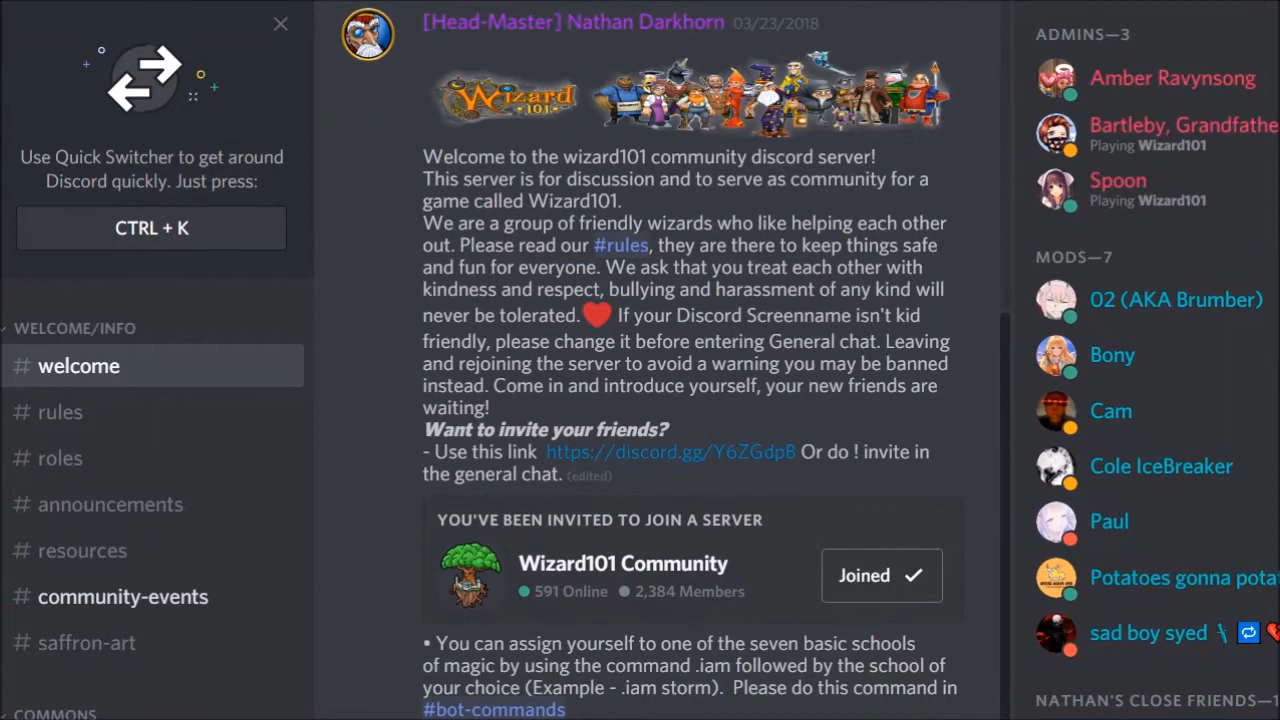 Use Quick Switcher to get around
Discord quickly. Just press:
CTRL + K
WELCOME/INFO
# welcome
# rules
# roles
# announcements
# resources
# community-events
# saffron-art
COMMONS
[Head-Master] Nathan Darkhorn 03/23/2018
Wizard
101
Welcome to the wizard101 community discord server!
This server is for discussion and to serve as community for a
game called Wizard101.
We are a group of friendly wizards who like helping each other
out. Please read our #rules, they are there to keep things safe
and fun for everyone. We ask that you treat each other with
kindness and respect, bullying and harassment of any kind will
never be tolerated.❤️ If your Discord Screenname isn't kid
friendly, please change it before entering General chat. Leaving
and rejoining the server to avoid a warning you may be banned
instead. Come in and introduce yourself, your new friends are
waiting!
Want to invite your friends?
- Use this link https://discord.gg/Y6ZGdpB Or do ! invite in
the general chat. (edited)
YOU'VE BEEN INVITED TO JOIN A SERVER
Wizard101 Community
591 Online 2,384 Members
Joined ✓
• You can assign yourself to one of the seven basic schools
of magic by using the command .iam followed by the school of
your choice (Example - .iam storm). Please do this command in
#bot-commands
ADMINS—3
Amber Ravynsong
Bartleby, Grandfathe
Playing Wizard101
Spoon
Playing Wizard101
MODS—7
02 (AKA Brumber)
Bony
Cam
Cole IceBreaker
Paul
Potatoes gonna potat
sad boy syed
NATHAN'S CLOSE FRIENDS—1